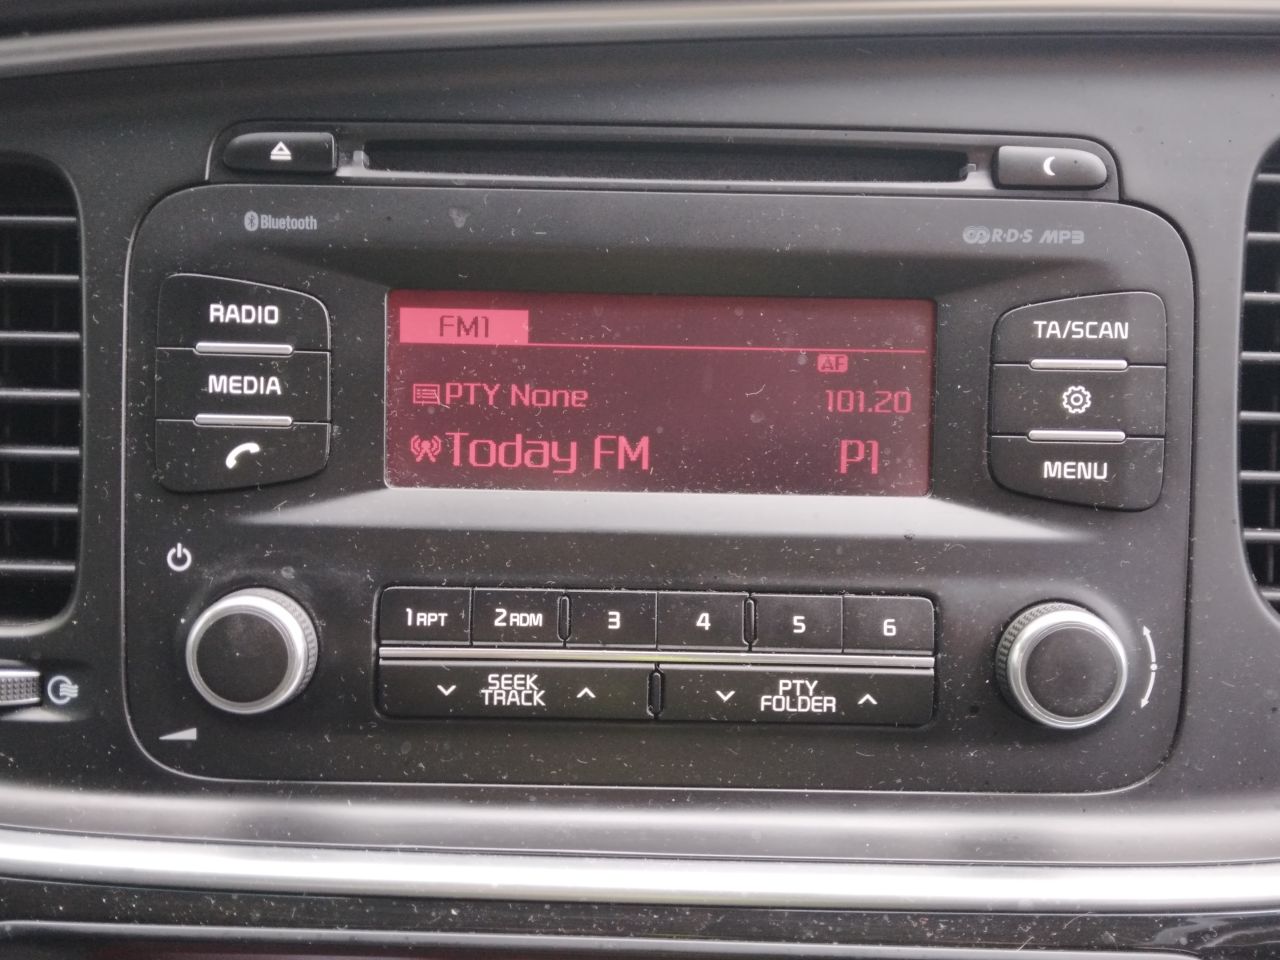 Bluetooth
R·D·S MP3
RADIO
MEDIA
FM1
AF
PTY None
101.20
Today FM
P1
TA/SCAN
MENU
1 RPT
2 RDM
3
4
5
6
SEEK
TRACK
PTY
FOLDER